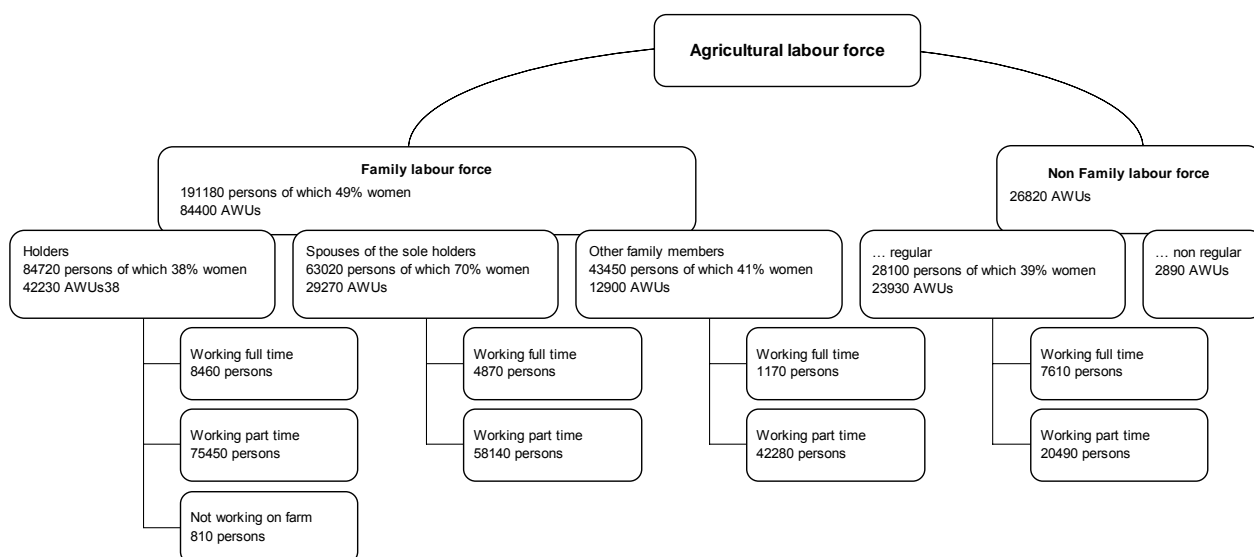 Agricultural labour force
Family labour force
191180 persons of which 49% women
84400 AWUs
Non Family labour force
26820 AWUs
Holders
84720 persons of which 38% women
42230 AWUs38
Spouses of the sole holders
63020 persons of which 70% women
29270 AWUs
Other family members
43450 persons of which 41% women
12900 AWUs
... regular
28100 persons of which 39% women
23930 AWUs
... non regular
2890 AWUs
Working full time
8460 persons
Working full time
4870 persons
Working full time
1170 persons
Working full time
7610 persons
Working part time
75450 persons
Working part time
58140 persons
Working part time
42280 persons
Working part time
20490 persons
Not working on farm
810 persons